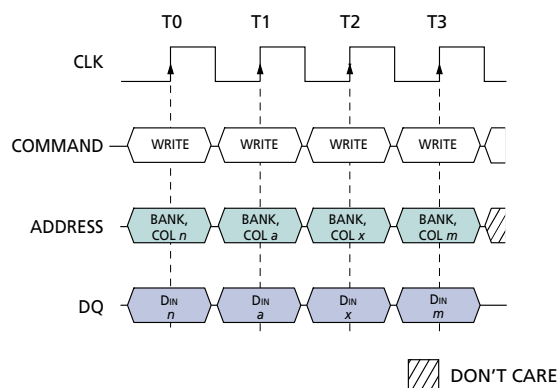 T0 T1 T2 T3
CLK
COMMAND WRITE WRITE WRITE WRITE
BANK, BANK, BANK, BANK,
ADDRESS
COL n COL a COL x COL m
DIN DIN DIN DIN
DQ
n a x m
DON'T CARE